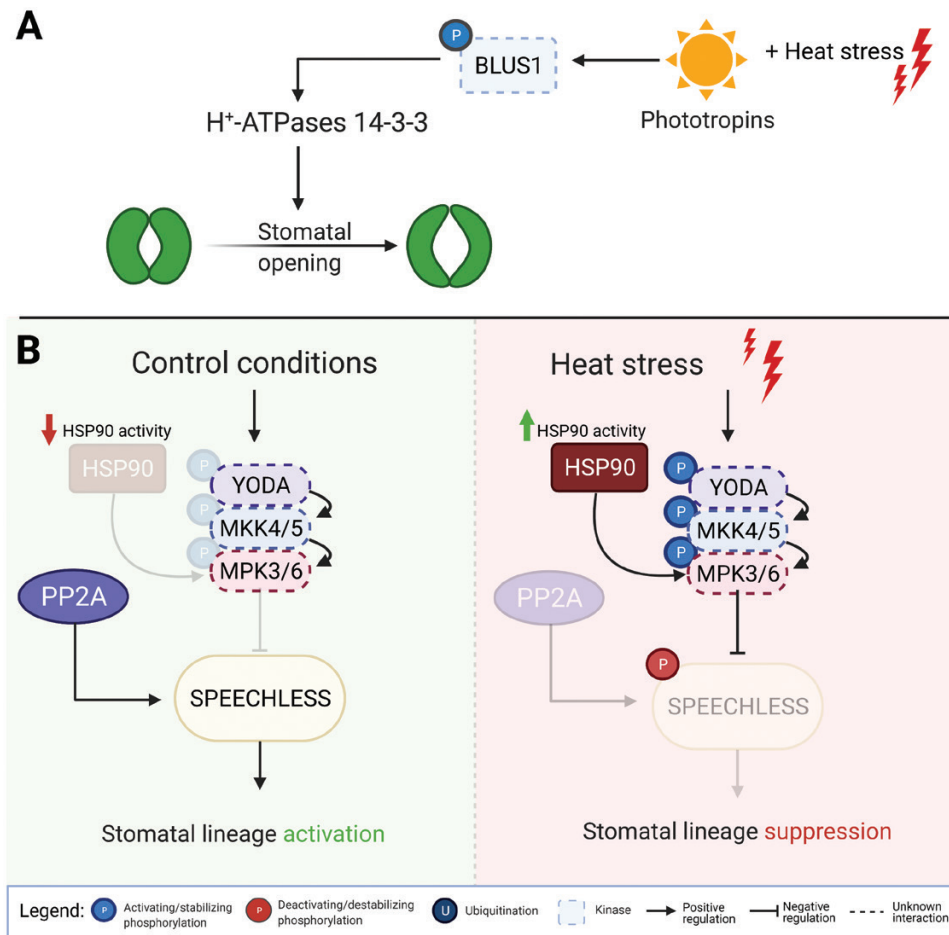 A
P
BLUS1
+ Heat stress
Phototropins
H⁺-ATPases 14-3-3
Stomatal
opening
B
Control conditions
HSP90 activity
HSP90
P
YODA
P
MKK4/5
P
MPK3/6
PP2A
SPEECHLESS
Stomatal lineage activation
Heat stress
HSP90 activity
HSP90
P
YODA
P
MKK4/5
P
MPK3/6
PP2A
P
SPEECHLESS
Stomatal lineage suppression
Legend:
P
Activating/stabilizing
phosphorylation
P
Deactivating/destabilizing
phosphorylation
U
Ubiquitination
Kinase
Positive
regulation
Negative
regulation
Unknown
interaction